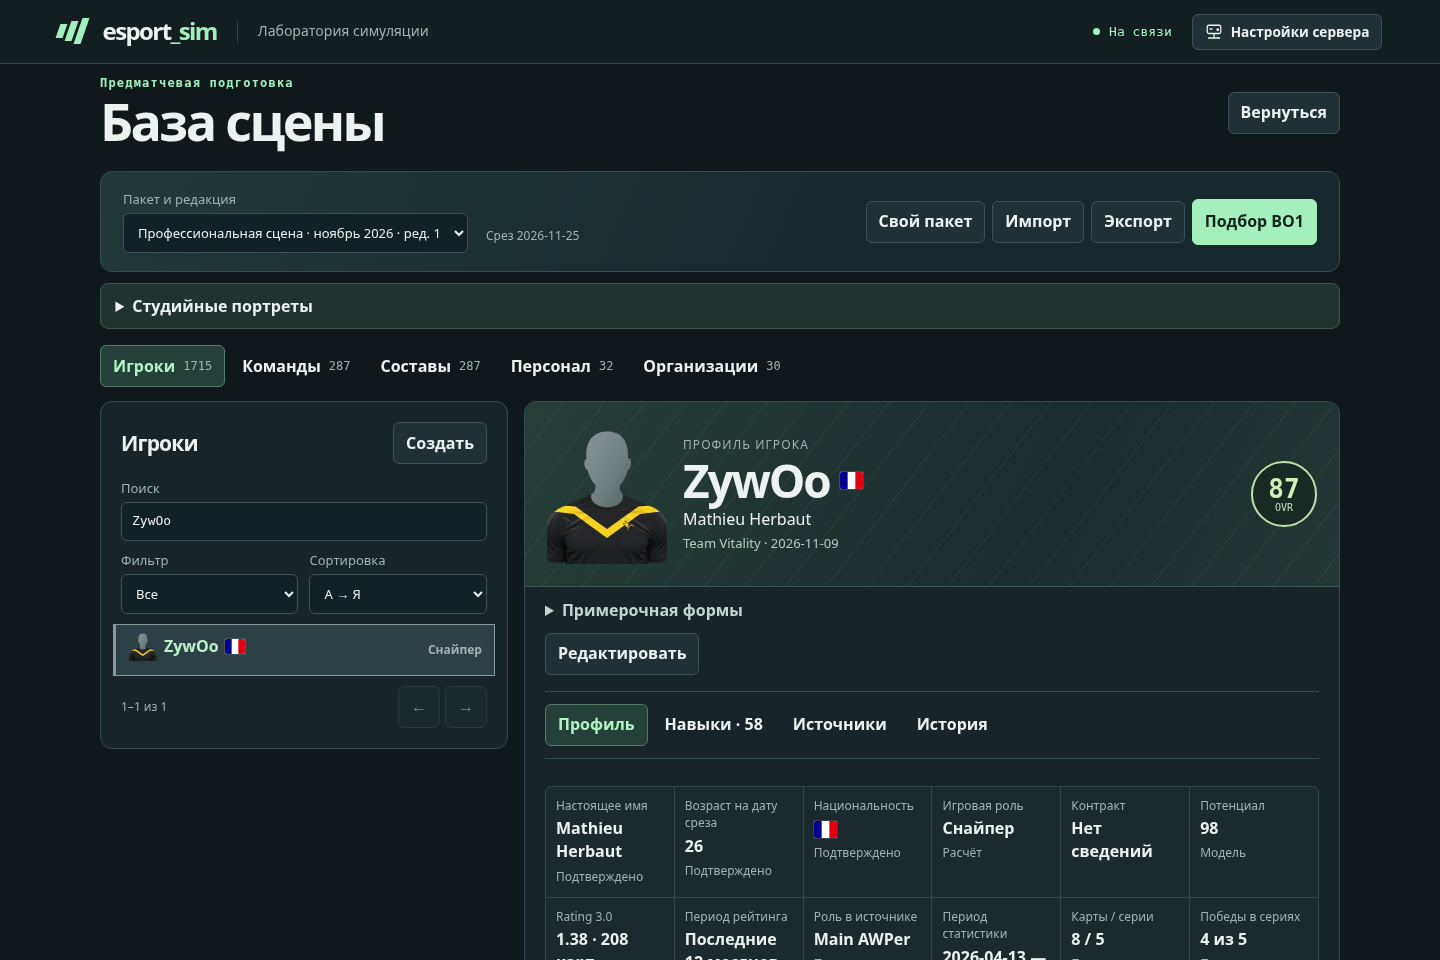 esport_sim
Лаборатория симуляции
На связи
Настройки сервера
Предматчевая подготовка
База сцены
Вернуться
Пакет и редакция
Профессиональная сцена · ноябрь 2026 · ред. 1
Срез 2026-11-25
Свой пакет
Импорт
Экспорт
Подбор BO1
Студийные портреты
Игроки 1715
Команды 287
Составы 287
Персонал 32
Организации 30
Игроки
Создать
Поиск
ZywOo
Фильтр
Сортировка
Все
А → Я
ZywOo
Снайпер
1–1 из 1
←
→
ПРОФИЛЬ ИГРОКА
ZywOo
Mathieu Herbaut
Team Vitality · 2026-11-09
87
OVR
Примерочная формы
Редактировать
Профиль
Навыки · 58
Источники
История
Настоящее имя
Mathieu
Herbaut
Подтверждено
Возраст на дату
среза
26
Подтверждено
Национальность
Подтверждено
Игровая роль
Снайпер
Расчёт
Контракт
Нет
сведений
Потенциал
98
Модель
Rating 3.0
1.38 · 208
Период рейтинга
Последние
Роль в источнике
Main AWPer
Период
статистики
2026-04-13 —
Карты / серии
8 / 5
Победы в сериях
4 из 5